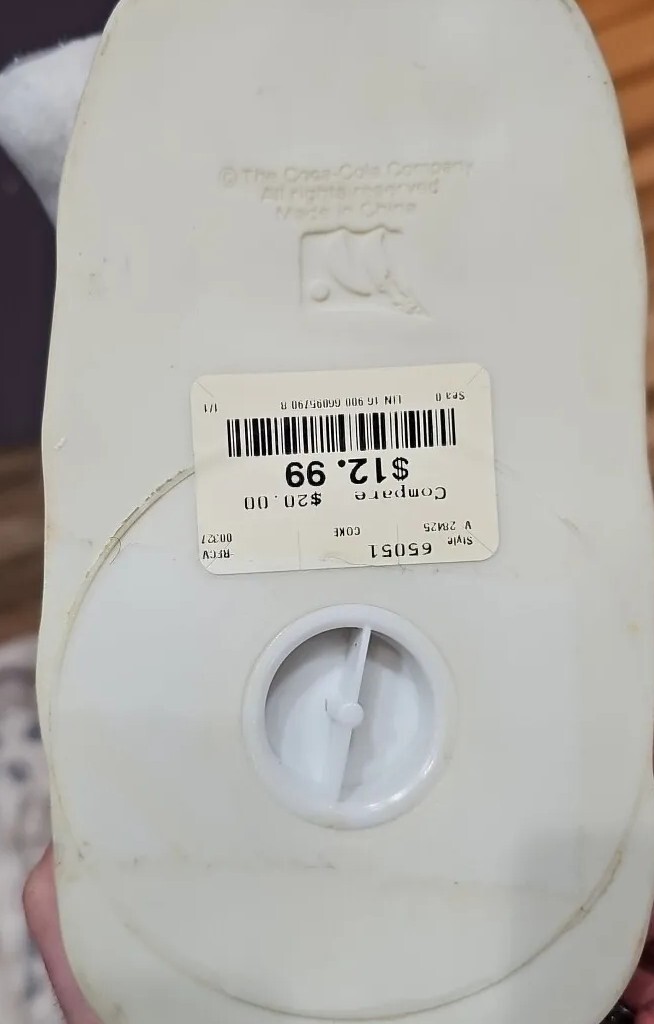 © The Coca-Cola Company
All rights reserved
Made in China
Style 65051 RECV
V 28425 COKE 00327
Compare $20.00
$12.99
Sea 0 LIN 16 900 66095790 8 1/1